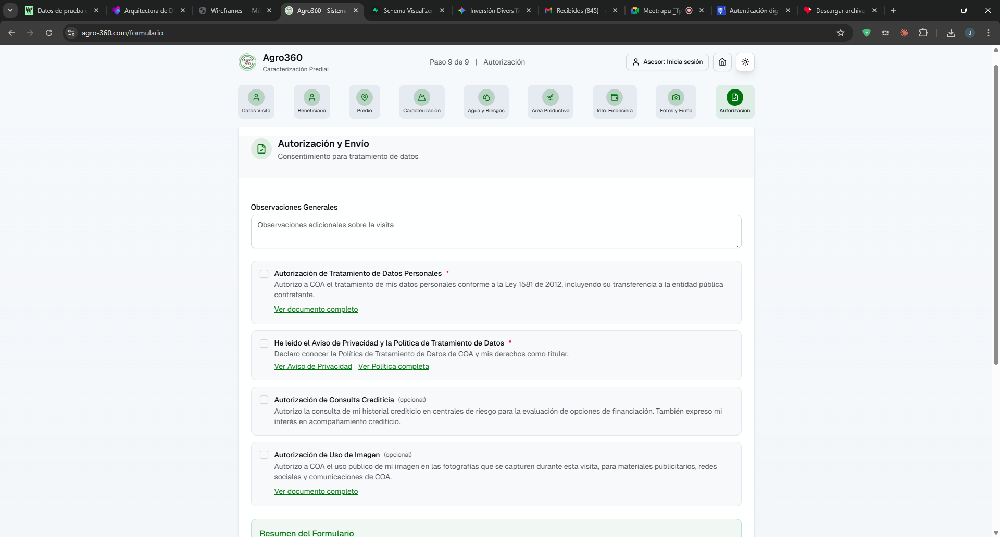 Datos de prueba
Arquitectura de D
Wireframes — Mó
Agro360 - Sistema
Schema Visualizer
Inversión Diversifi
Recibidos (845) -
Meet: apu-jjfp
Autenticación dig
Descargar archivo
agro-360.com/formulario
J
Agro 360
Agro360
Caracterización Predial
Paso 9 de 9 | Autorización
Asesor: Inicia sesión
Datos Visita
Beneficiario
Predio
Caracterización
Agua y Riesgos
Área Productiva
Info. Financiera
Fotos y Firma
Autorización
Autorización y Envío
Consentimiento para tratamiento de datos
Observaciones Generales
Observaciones adicionales sobre la visita
Autorización de Tratamiento de Datos Personales *
Autorizo a COA el tratamiento de mis datos personales conforme a la Ley 1581 de 2012, incluyendo su transferencia a la entidad pública
contratante.
Ver documento completo
He leído el Aviso de Privacidad y la Política de Tratamiento de Datos *
Declaro conocer la Política de Tratamiento de Datos de COA y mis derechos como titular.
Ver Aviso de Privacidad Ver Política completa
Autorización de Consulta Crediticia (opcional)
Autorizo la consulta de mi historial crediticio en centrales de riesgo para la evaluación de opciones de financiación. También expreso mi
interés en acompañamiento crediticio.
Autorización de Uso de Imagen (opcional)
Autorizo a COA el uso público de mi imagen en las fotografías que se capturen durante esta visita, para materiales publicitarios, redes
sociales y comunicaciones de COA.
Ver documento completo
Resumen del Formulario